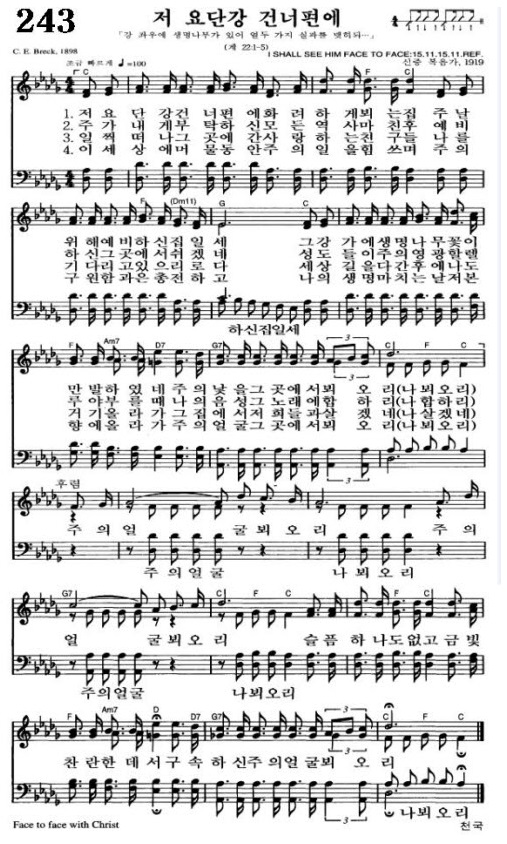 243
저 요단강 건너편에
「강 좌우에 생명나무가 있어 열두 가지 실과를 맺히되…」
(계 22:1-5)
C. E. Breck, 1898
I SHALL SEE HIM FACE TO FACE:15.11.15.11.REF.
조금 빠르게 ♩=100
신증 복음가, 1919
C
1. 저 요 단 강건 너편 에화 려 하 게뵈 는집 주 날
2. 주 가 내 게부 탁하 신모 든 역 사마 친후 예 비
3. 일 찍 떠 나그 곳에 간사 랑 하 는친 구들 나 를
4. 이 세 상 에머 물동 안주 의 일 을힘 쓰며 주 의
F (Dm11) G C
위 해예 비하 신집 일 세 그강 가 에생 명나 무꽃이
하 신그 곳에 서쉬 겠 네 성도 들 이주 의영 광할렐
기 다리 고있 으리 로 다 세상 길 을다 간후 에나도
구 원함 과은 총전 하 고 나의 생 명마 치는 날저본
하신집일세
F Am7 D7 G7 C F C
만 발하 였 네 주 의 낯 을그 곳에 서뵈 오 리(나 뵈오 리)
루 야부 를 때 나 의 음 성그 노래 에합 하 리(나 합하 리)
거 기올 라 가 그 집 에서 저 희들 과살 겠 네(나 살겠 네)
향 에올 라 가 주 의 얼 굴그 곳에 서뵈 오 리(나 뵈오 리)
후렴
주 의 얼 굴 뵈 오 리 주 의
주 의 얼 굴 나 뵈 오 리
G7 C F C
얼 굴 뵈 오 리 슬 픔 하 나 도 없고 금 빛
주의얼굴 나뵈오리
F Am7 D D7 G7 C F C
찬 란한 데 서 구 속 하 신주 의얼 굴뵈 오 리
나뵈오리
Face to face with Christ
천국